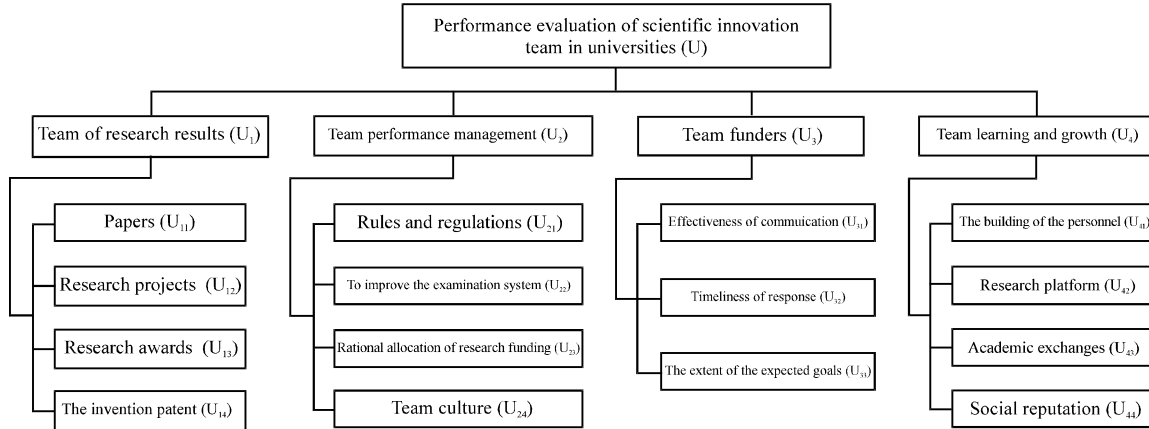 Performance evaluation of scientific innovation
team in universities (U)
Team of research results (U₁)
Team performance management (U₂)
Team funders (U₃)
Team learning and growth (U₄)
Papers (U₁₁)
Research projects (U₁₂)
Research awards (U₁₃)
The invention patent (U₁₄)
Rules and regulations (U₂₁)
To improve the examination system (U₂₂)
Rational allocation of research funding (U₂₃)
Team culture (U₂₄)
Effectiveness of commuication (U₃₁)
Timeliness of response (U₃₂)
The extent of the expected goals (U₃₃)
The building of the personnel (U₄₁)
Research platform (U₄₂)
Academic exchanges (U₄₃)
Social reputation (U₄₄)